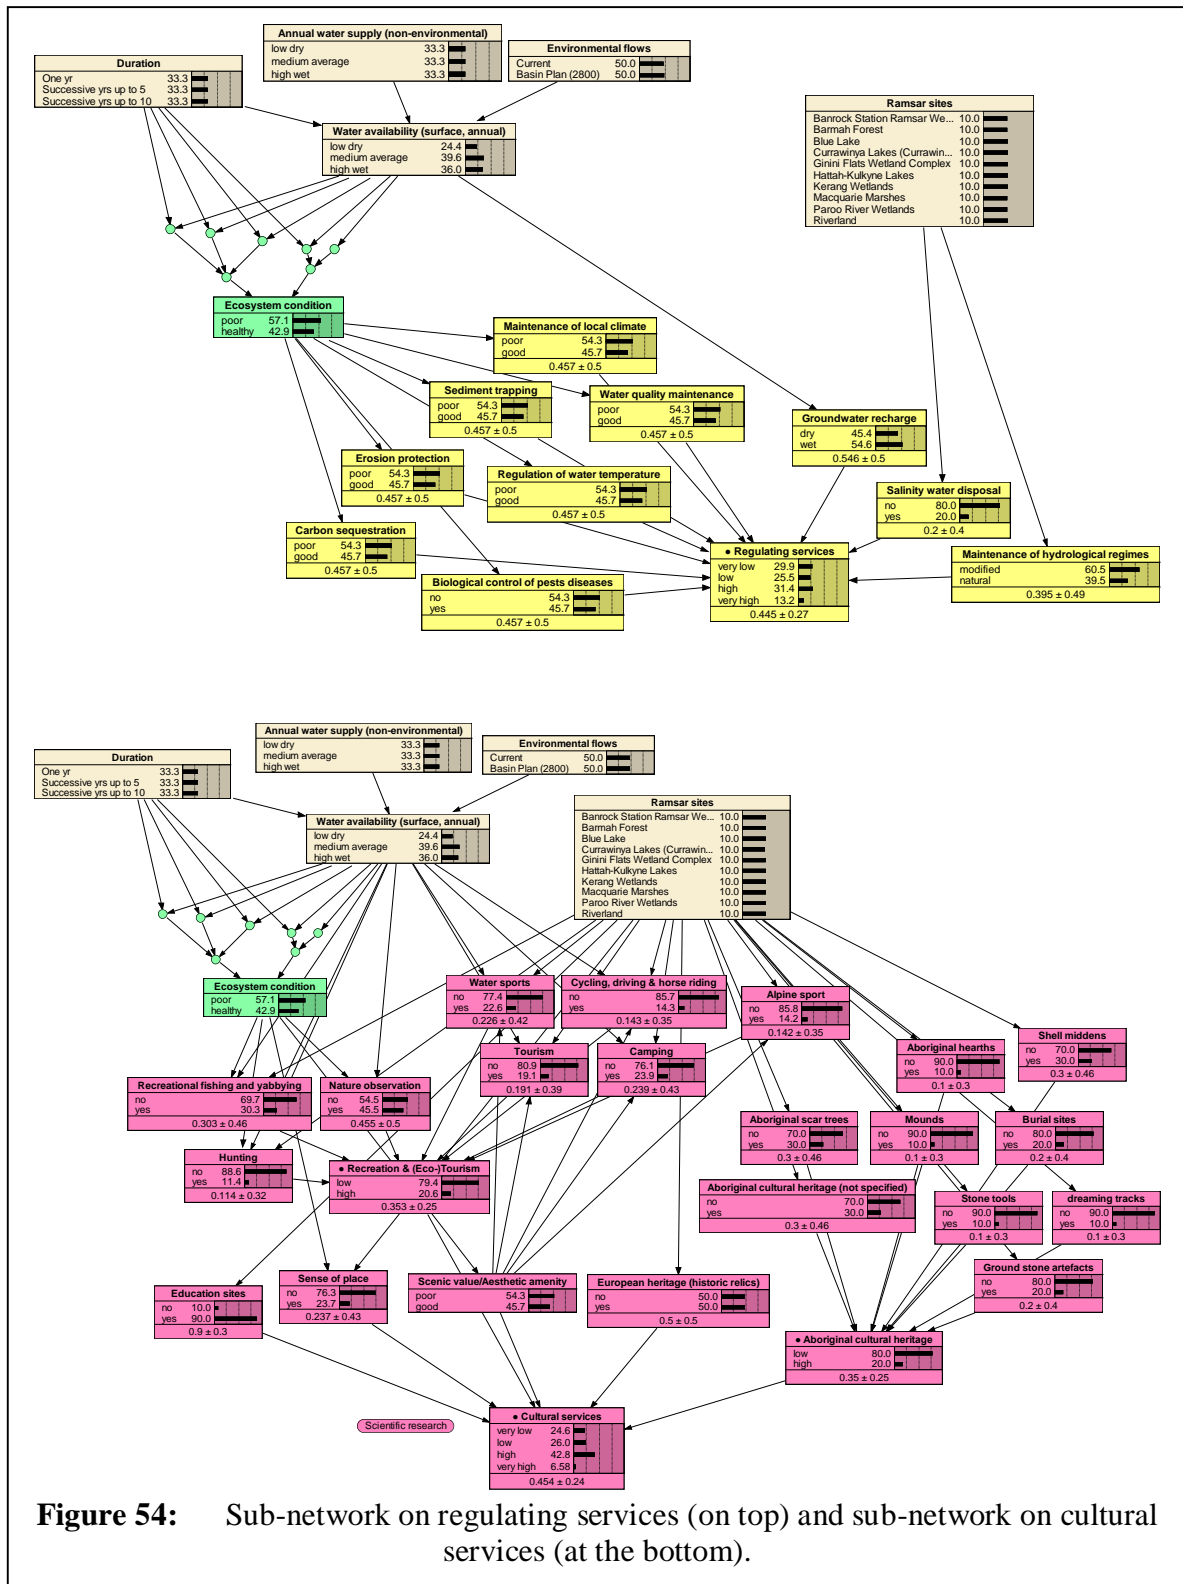 Annual water supply (non-environmental)
low dry 33.3
medium average 33.3
high wet 33.3
Environmental flows
Current 50.0
Basin Plan (2800) 50.0
Duration
One yr 33.3
Successive yrs up to 5 33.3
Successive yrs up to 10 33.3
Ramsar sites
Banrock Station Ramsar We... 10.0
Barmah Forest 10.0
Blue Lake 10.0
Currawinya Lakes (Currawin... 10.0
Ginini Flats Wetland Complex 10.0
Hattah-Kulkyne Lakes 10.0
Kerang Wetlands 10.0
Macquarie Marshes 10.0
Paroo River Wetlands 10.0
Riverland 10.0
Water availability (surface, annual)
low dry 24.4
medium average 39.6
high wet 36.0
Ecosystem condition
poor 57.1
healthy 42.9
Maintenance of local climate
poor 54.3
good 45.7
0.457 ± 0.5
Sediment trapping
poor 54.3
good 45.7
0.457 ± 0.5
Water quality maintenance
poor 54.3
good 45.7
0.457 ± 0.5
Groundwater recharge
dry 45.4
wet 54.6
0.546 ± 0.5
Erosion protection
poor 54.3
good 45.7
0.457 ± 0.5
Regulation of water temperature
poor 54.3
good 45.7
0.457 ± 0.5
Salinity water disposal
no 80.0
yes 20.0
0.2 ± 0.4
Carbon sequestration
poor 54.3
good 45.7
0.457 ± 0.5
● Regulating services
very low 29.9
low 25.5
high 31.4
very high 13.2
0.445 ± 0.27
Maintenance of hydrological regimes
modified 60.5
natural 39.5
0.395 ± 0.49
Biological control of pests diseases
no 54.3
yes 45.7
0.457 ± 0.5
Annual water supply (non-environmental)
low dry 33.3
medium average 33.3
high wet 33.3
Environmental flows
Current 50.0
Basin Plan (2800) 50.0
Duration
One yr 33.3
Successive yrs up to 5 33.3
Successive yrs up to 10 33.3
Ramsar sites
Banrock Station Ramsar We... 10.0
Barmah Forest 10.0
Blue Lake 10.0
Currawinya Lakes (Currawin... 10.0
Ginini Flats Wetland Complex 10.0
Hattah-Kulkyne Lakes 10.0
Kerang Wetlands 10.0
Macquarie Marshes 10.0
Paroo River Wetlands 10.0
Riverland 10.0
Water availability (surface, annual)
low dry 24.4
medium average 39.6
high wet 36.0
Ecosystem condition
poor 57.1
healthy 42.9
Water sports
no 77.4
yes 22.6
0.226 ± 0.42
Cycling, driving & horse riding
no 85.7
yes 14.3
0.143 ± 0.35
Alpine sport
no 85.8
yes 14.2
0.142 ± 0.35
Tourism
no 80.9
yes 19.1
0.191 ± 0.39
Camping
no 76.1
yes 23.9
0.239 ± 0.43
Aboriginal hearths
no 90.0
yes 10.0
0.1 ± 0.3
Shell middens
no 70.0
yes 30.0
0.3 ± 0.46
Recreational fishing and yabbying
no 69.7
yes 30.3
0.303 ± 0.46
Nature observation
no 54.5
yes 45.5
0.455 ± 0.5
Aboriginal scar trees
no 70.0
yes 30.0
0.3 ± 0.46
Mounds
no 90.0
yes 10.0
0.1 ± 0.3
Burial sites
no 80.0
yes 20.0
0.2 ± 0.4
Hunting
no 88.6
yes 11.4
0.114 ± 0.32
● Recreation & (Eco-)Tourism
low 79.4
high 20.6
0.353 ± 0.25
Aboriginal cultural heritage (not specified)
no 70.0
yes 30.0
0.3 ± 0.46
Stone tools
no 90.0
yes 10.0
0.1 ± 0.3
dreaming tracks
no 90.0
yes 10.0
0.1 ± 0.3
Education sites
no 10.0
yes 90.0
0.9 ± 0.3
Sense of place
no 76.3
yes 23.7
0.237 ± 0.43
Scenic value/Aesthetic amenity
poor 54.3
good 45.7
European heritage (historic relics)
no 50.0
yes 50.0
0.5 ± 0.5
Ground stone artefacts
no 80.0
yes 20.0
0.2 ± 0.4
● Aboriginal cultural heritage
low 80.0
high 20.0
0.35 ± 0.25
Scientific research
● Cultural services
very low 24.6
low 26.0
high 42.8
very high 6.58
0.454 ± 0.24
Figure 54: Sub-network on regulating services (on top) and sub-network on cultural
services (at the bottom).